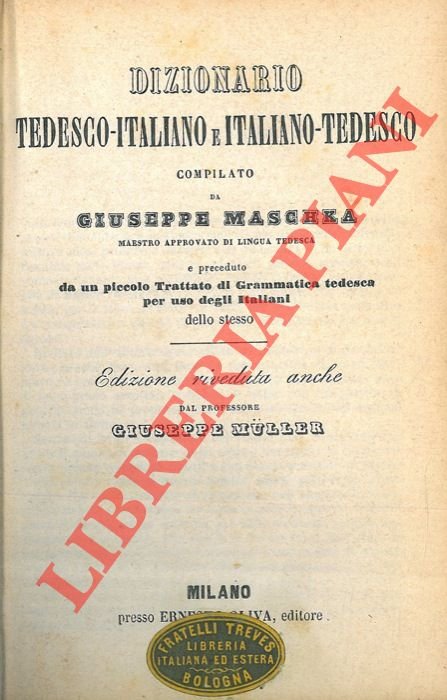 DIZIONARIO
TEDESCO-ITALIANO E ITALIANO-TEDESCO
COMPILATO
DA
GIUSEPPE MASCHKA
MAESTRO APPROVATO DI LINGUA TEDESCA
e preceduto
da un piccolo Trattato di Grammatica tedesca
per uso degli Italiani
dello stesso
Edizione riveduta anche
DAL PROFESSORE
GIUSEPPE MÜLLER
MILANO
presso ERNESTO OLIVA, editore.
FRATELLI TREVES
LIBRERIA
ITALIANA ED ESTERA
BOLOGNA
LIBRERIA PIANI